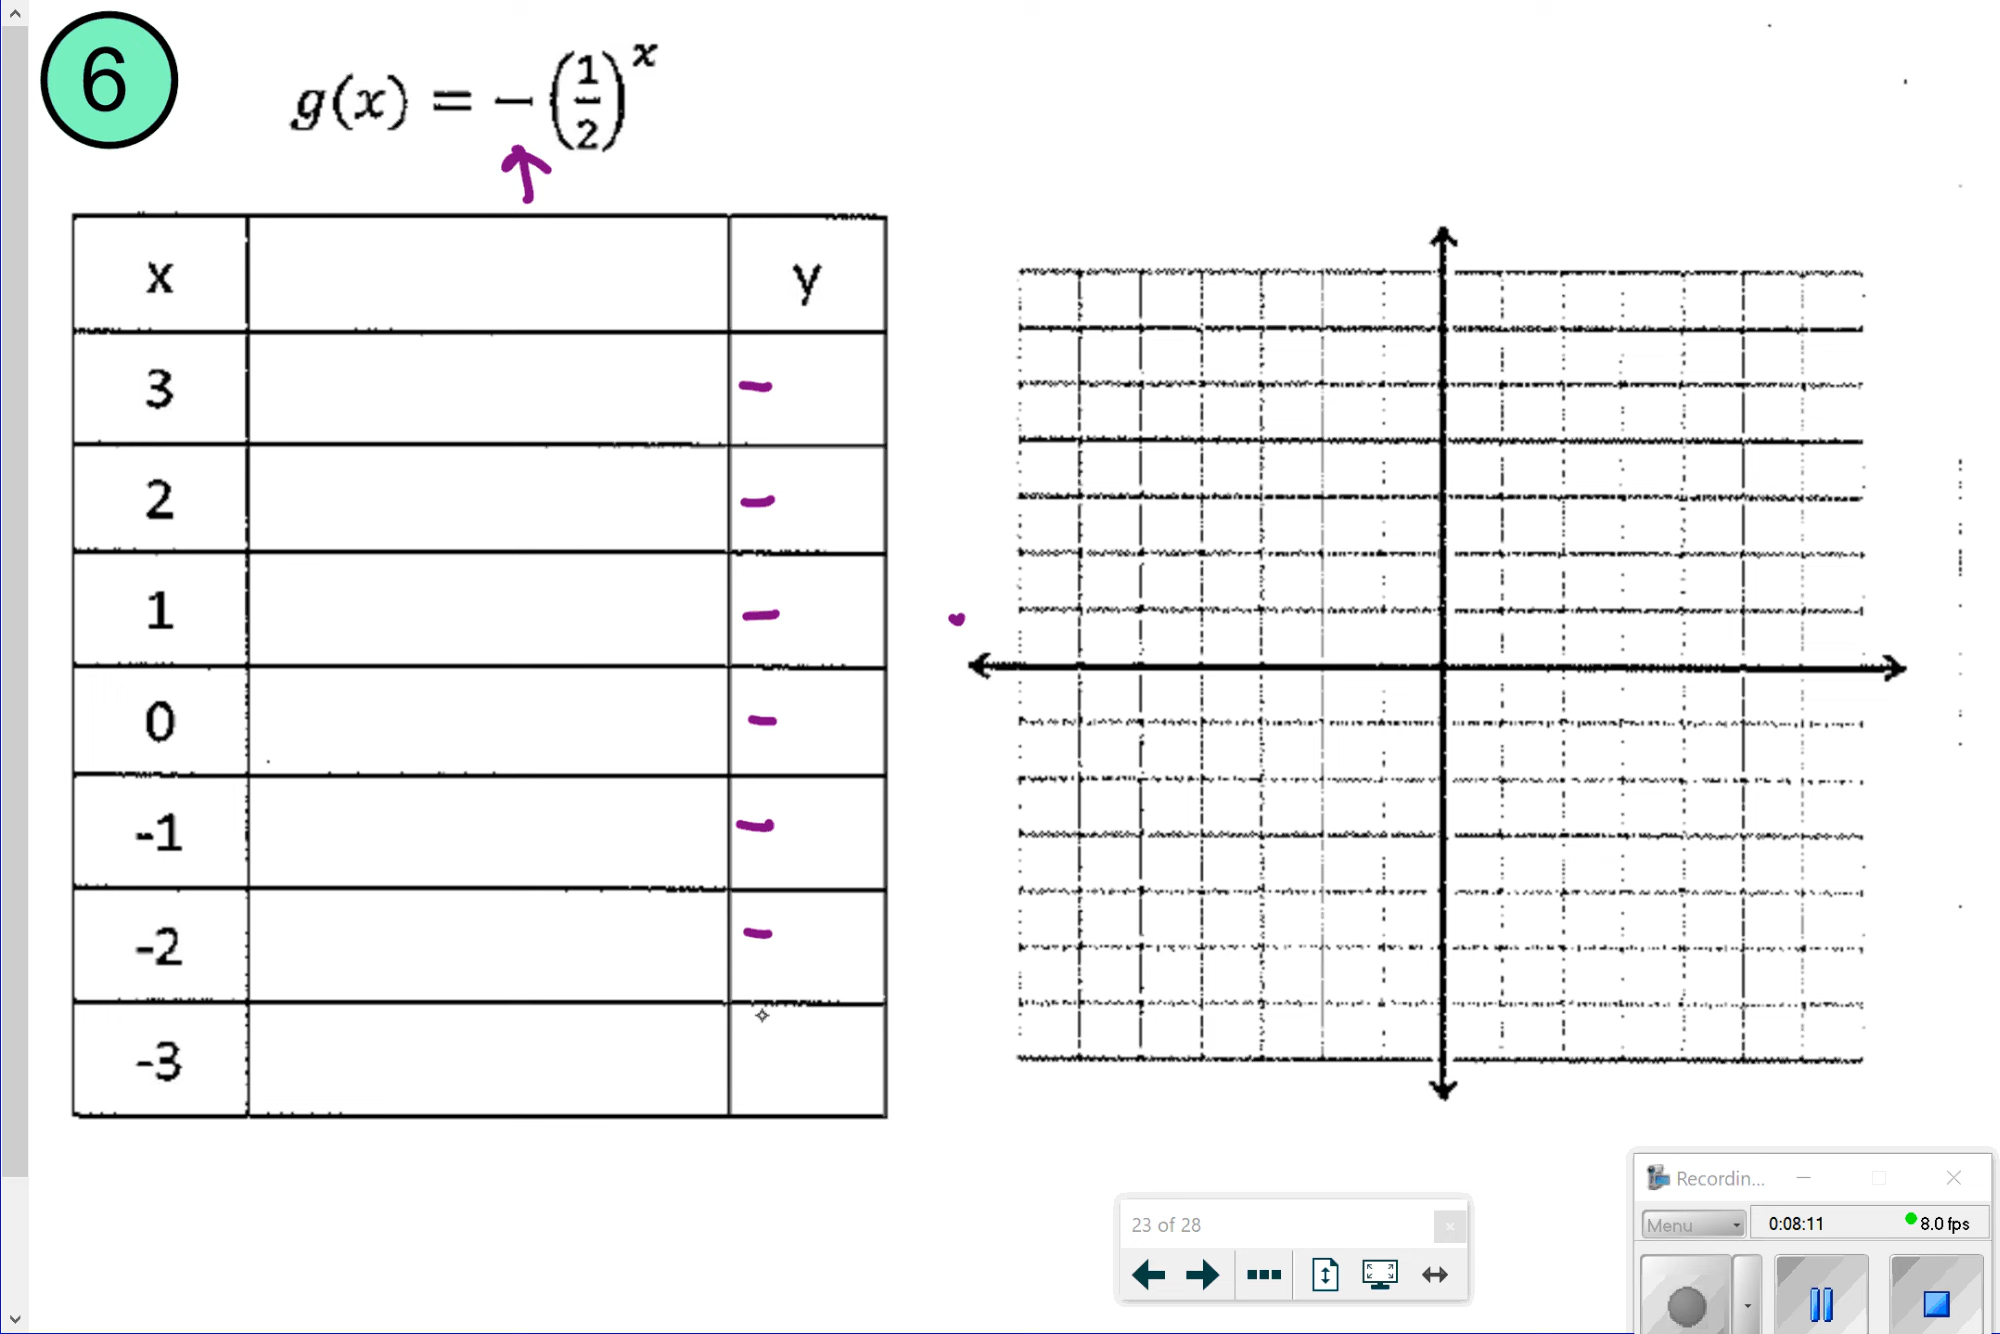 6
g(x) = -(1/2)^x
x y
3 -
2 -
1 -
0 -
-1 -
-2 -
-3
23 of 28
Recordin...
Menu 0:08:11 8.0 fps